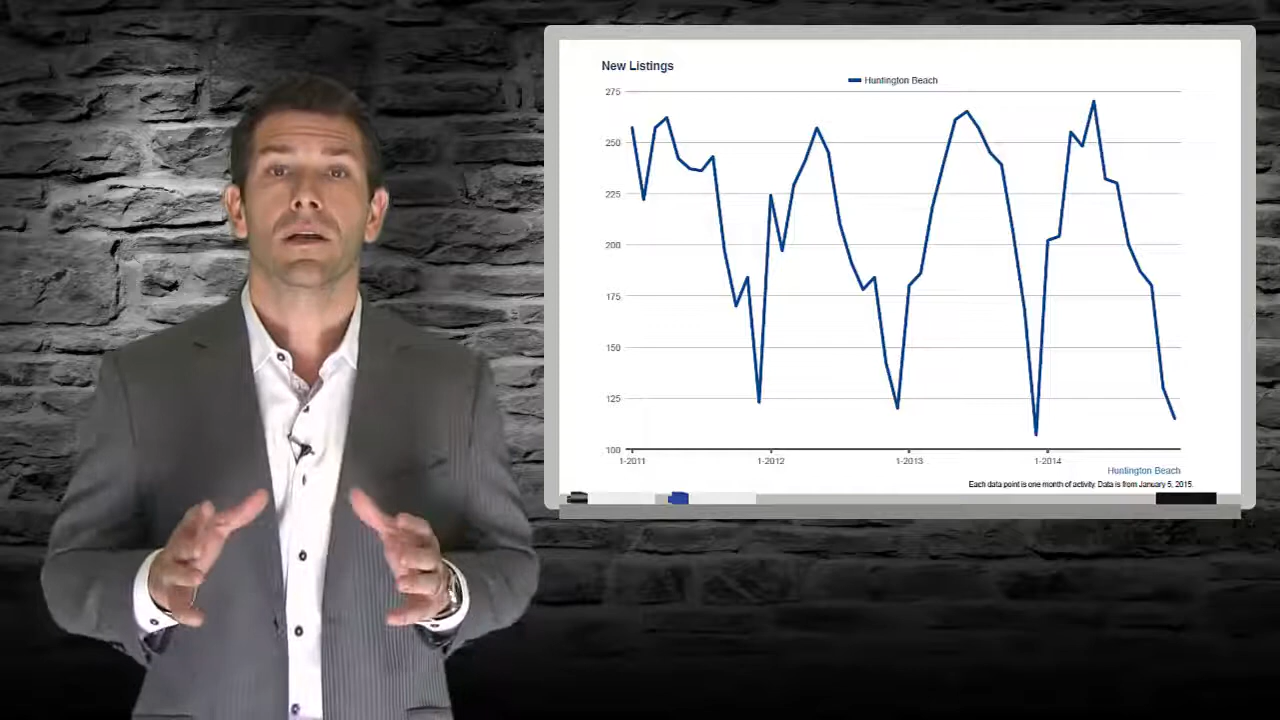 New Listings
Huntington Beach
275
250
225
200
175
150
125
100
1-2011 1-2012 1-2013 1-2014
Huntington Beach
Each data point is one month of activity. Data is from January 5, 2015.